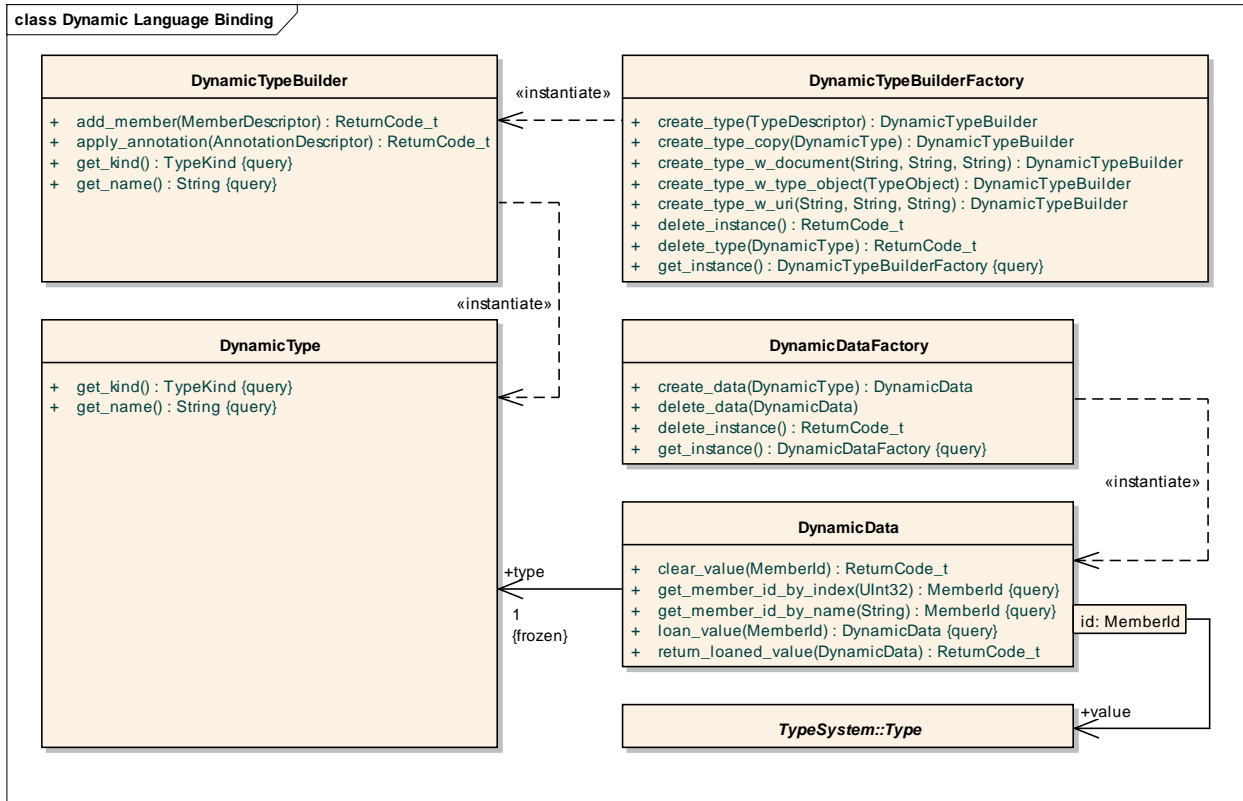 class Dynamic Language Binding
DynamicTypeBuilder
+ add_member(MemberDescriptor) : ReturnCode_t
+ apply_annotation(AnnotationDescriptor) : ReturnCode_t
+ get_kind() : TypeKind {query}
+ get_name() : String {query}
«instantiate»
DynamicTypeBuilderFactory
+ create_type(TypeDescriptor) : DynamicTypeBuilder
+ create_type_copy(DynamicType) : DynamicTypeBuilder
+ create_type_w_document(String, String, String) : DynamicTypeBuilder
+ create_type_w_type_object(TypeObject) : DynamicTypeBuilder
+ create_type_w_uri(String, String, String) : DynamicTypeBuilder
+ delete_instance() : ReturnCode_t
+ delete_type(DynamicType) : ReturnCode_t
+ get_instance() : DynamicTypeBuilderFactory {query}
«instantiate»
DynamicType
+ get_kind() : TypeKind {query}
+ get_name() : String {query}
DynamicDataFactory
+ create_data(DynamicType) : DynamicData
+ delete_data(DynamicData)
+ delete_instance() : ReturnCode_t
+ get_instance() : DynamicDataFactory {query}
«instantiate»
DynamicData
+ clear_value(MemberId) : ReturnCode_t
+ get_member_id_by_index(UInt32) : MemberId {query}
+ get_member_id_by_name(String) : MemberId {query}
+ loan_value(MemberId) : DynamicData {query}
+ return_loaned_value(DynamicData) : ReturnCode_t
+type
1
{frozen}
id: MemberId
+value
TypeSystem::Type